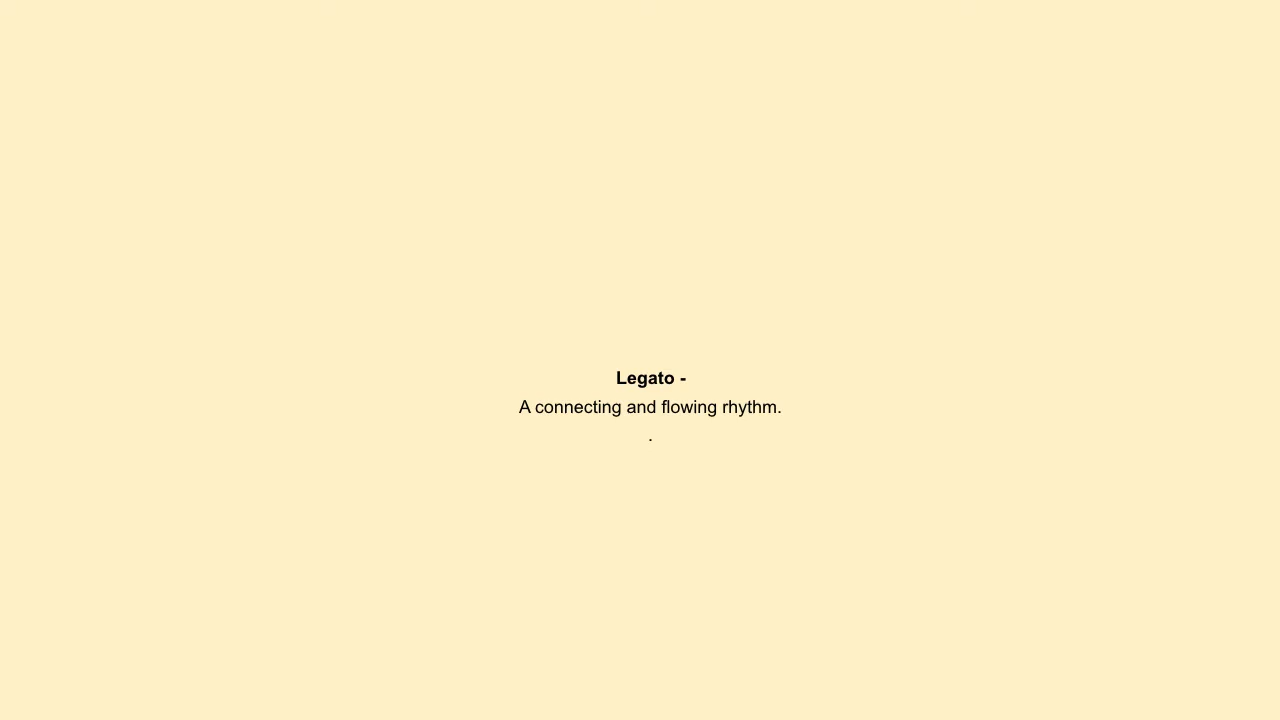 Legato -
A connecting and flowing rhythm.
.